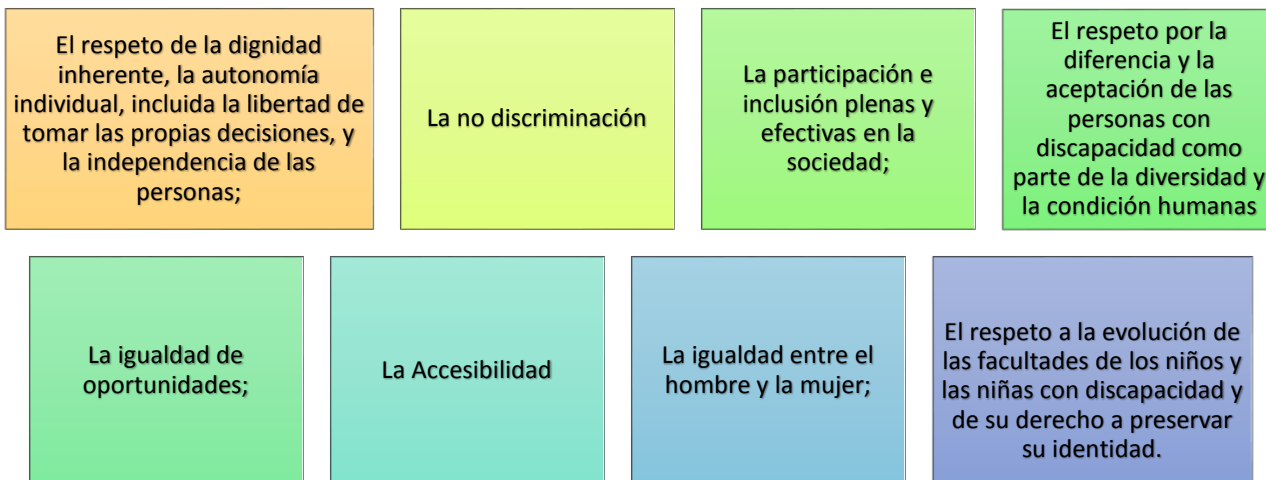 El respeto de la dignidad
inherente, la autonomía
individual, incluida la libertad de
tomar las propias decisiones, y
la independencia de las
personas;
La no discriminación
La participación e
inclusión plenas y
efectivas en la
sociedad;
El respeto por la
diferencia y la
aceptación de las
personas con
discapacidad como
parte de la diversidad y
la condición humanas
La igualdad de
oportunidades;
La Accesibilidad
La igualdad entre el
hombre y la mujer;
El respeto a la evolución de
las facultades de los niños y
las niñas con discapacidad y
de su derecho a preservar
su identidad.